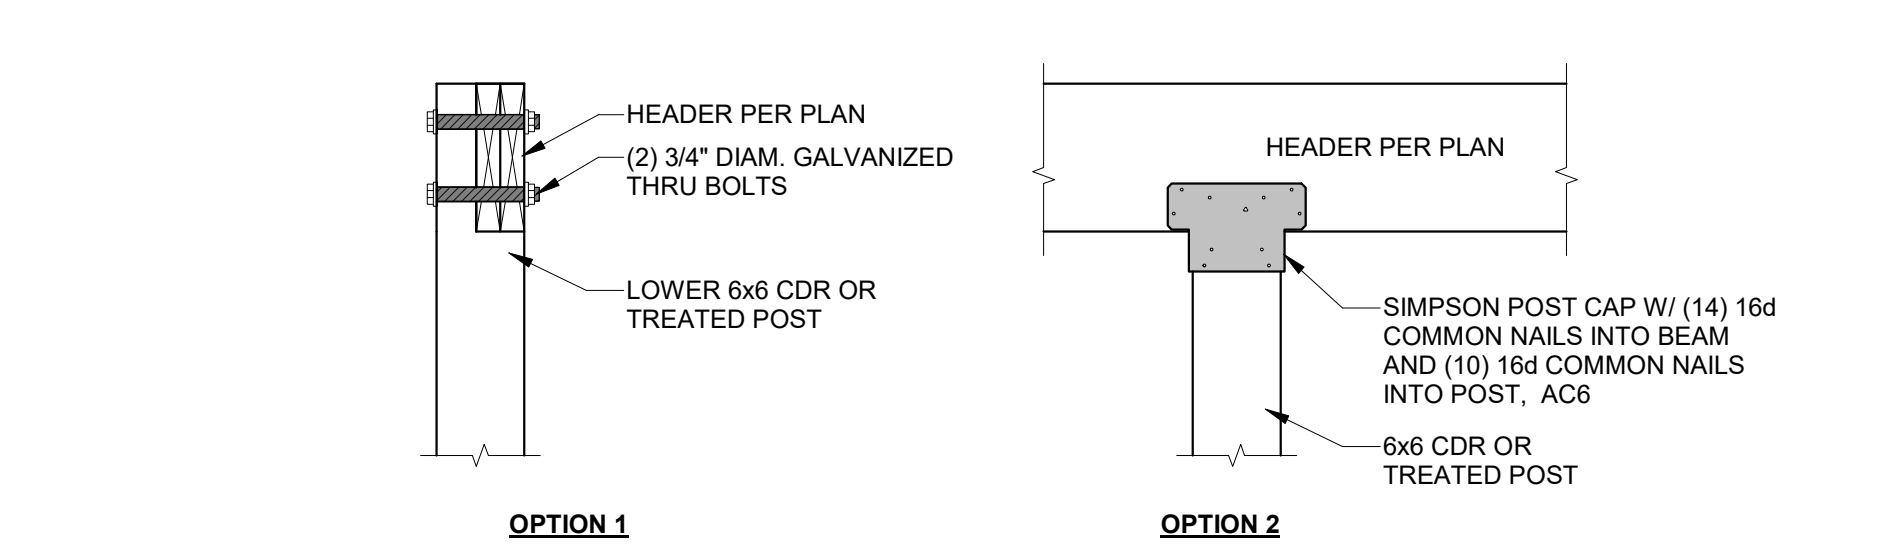 HEADER PER PLAN
(2) 3/4" DIAM. GALVANIZED
THRU BOLTS
LOWER 6x6 CDR OR
TREATED POST
OPTION 1
HEADER PER PLAN
SIMPSON POST CAP W/ (14) 16d
COMMON NAILS INTO BEAM
AND (10) 16d COMMON NAILS
INTO POST, AC6
6x6 CDR OR
TREATED POST
OPTION 2